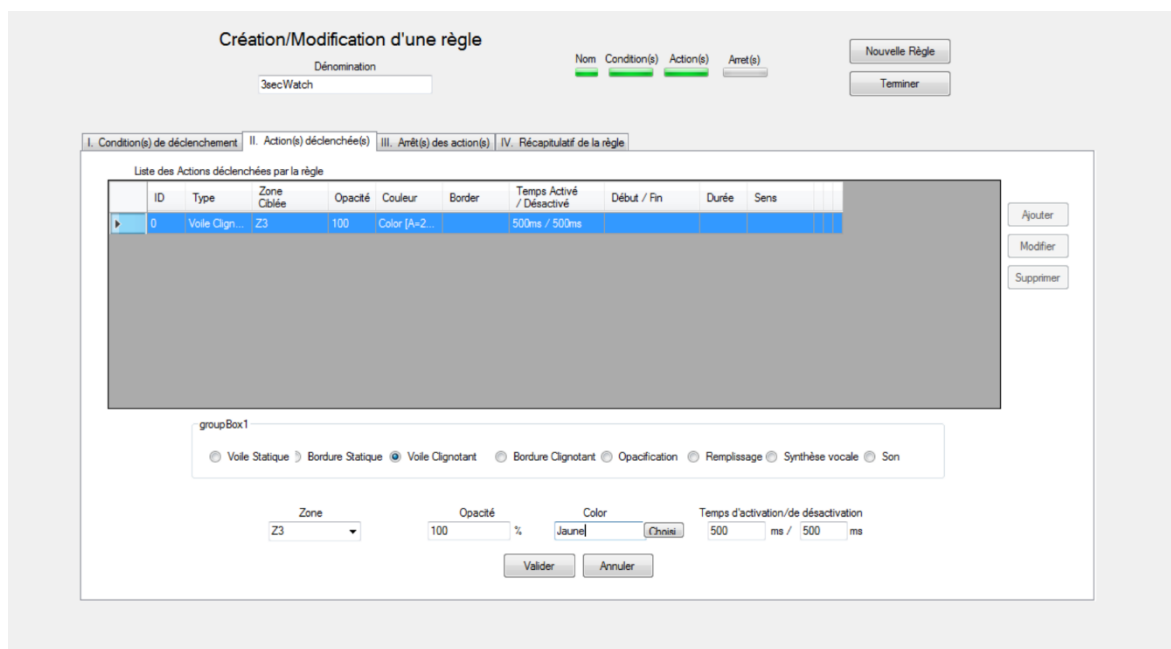 Création/Modification d'une règle
Nom Condition(s) Action(s) Arret(s)
Nouvelle Règle
Dénomination
3secWatch
Terminer
I. Condition(s) de déclenchement II. Action(s) déclenchée(s) III. Arrêt(s) des action(s) IV. Récapitulatif de la règle
Liste des Actions déclenchées par la règle
ID Type Zone Ciblée Opacité Couleur Border Temps Activé / Désactivé Début / Fin Durée Sens
0 Voile Clign... Z3 100 Color [A=2... 500ms / 500ms
Ajouter
Modifier
Supprimer
groupBox1
Voile Statique Bordure Statique Voile Clignotant Bordure Clignotant Opacification Remplissage Synthèse vocale Son
Zone Opacité Color Temps d'activation/de désactivation
Z3 100 % Jaune Choisi 500 ms / 500 ms
Valider Annuler